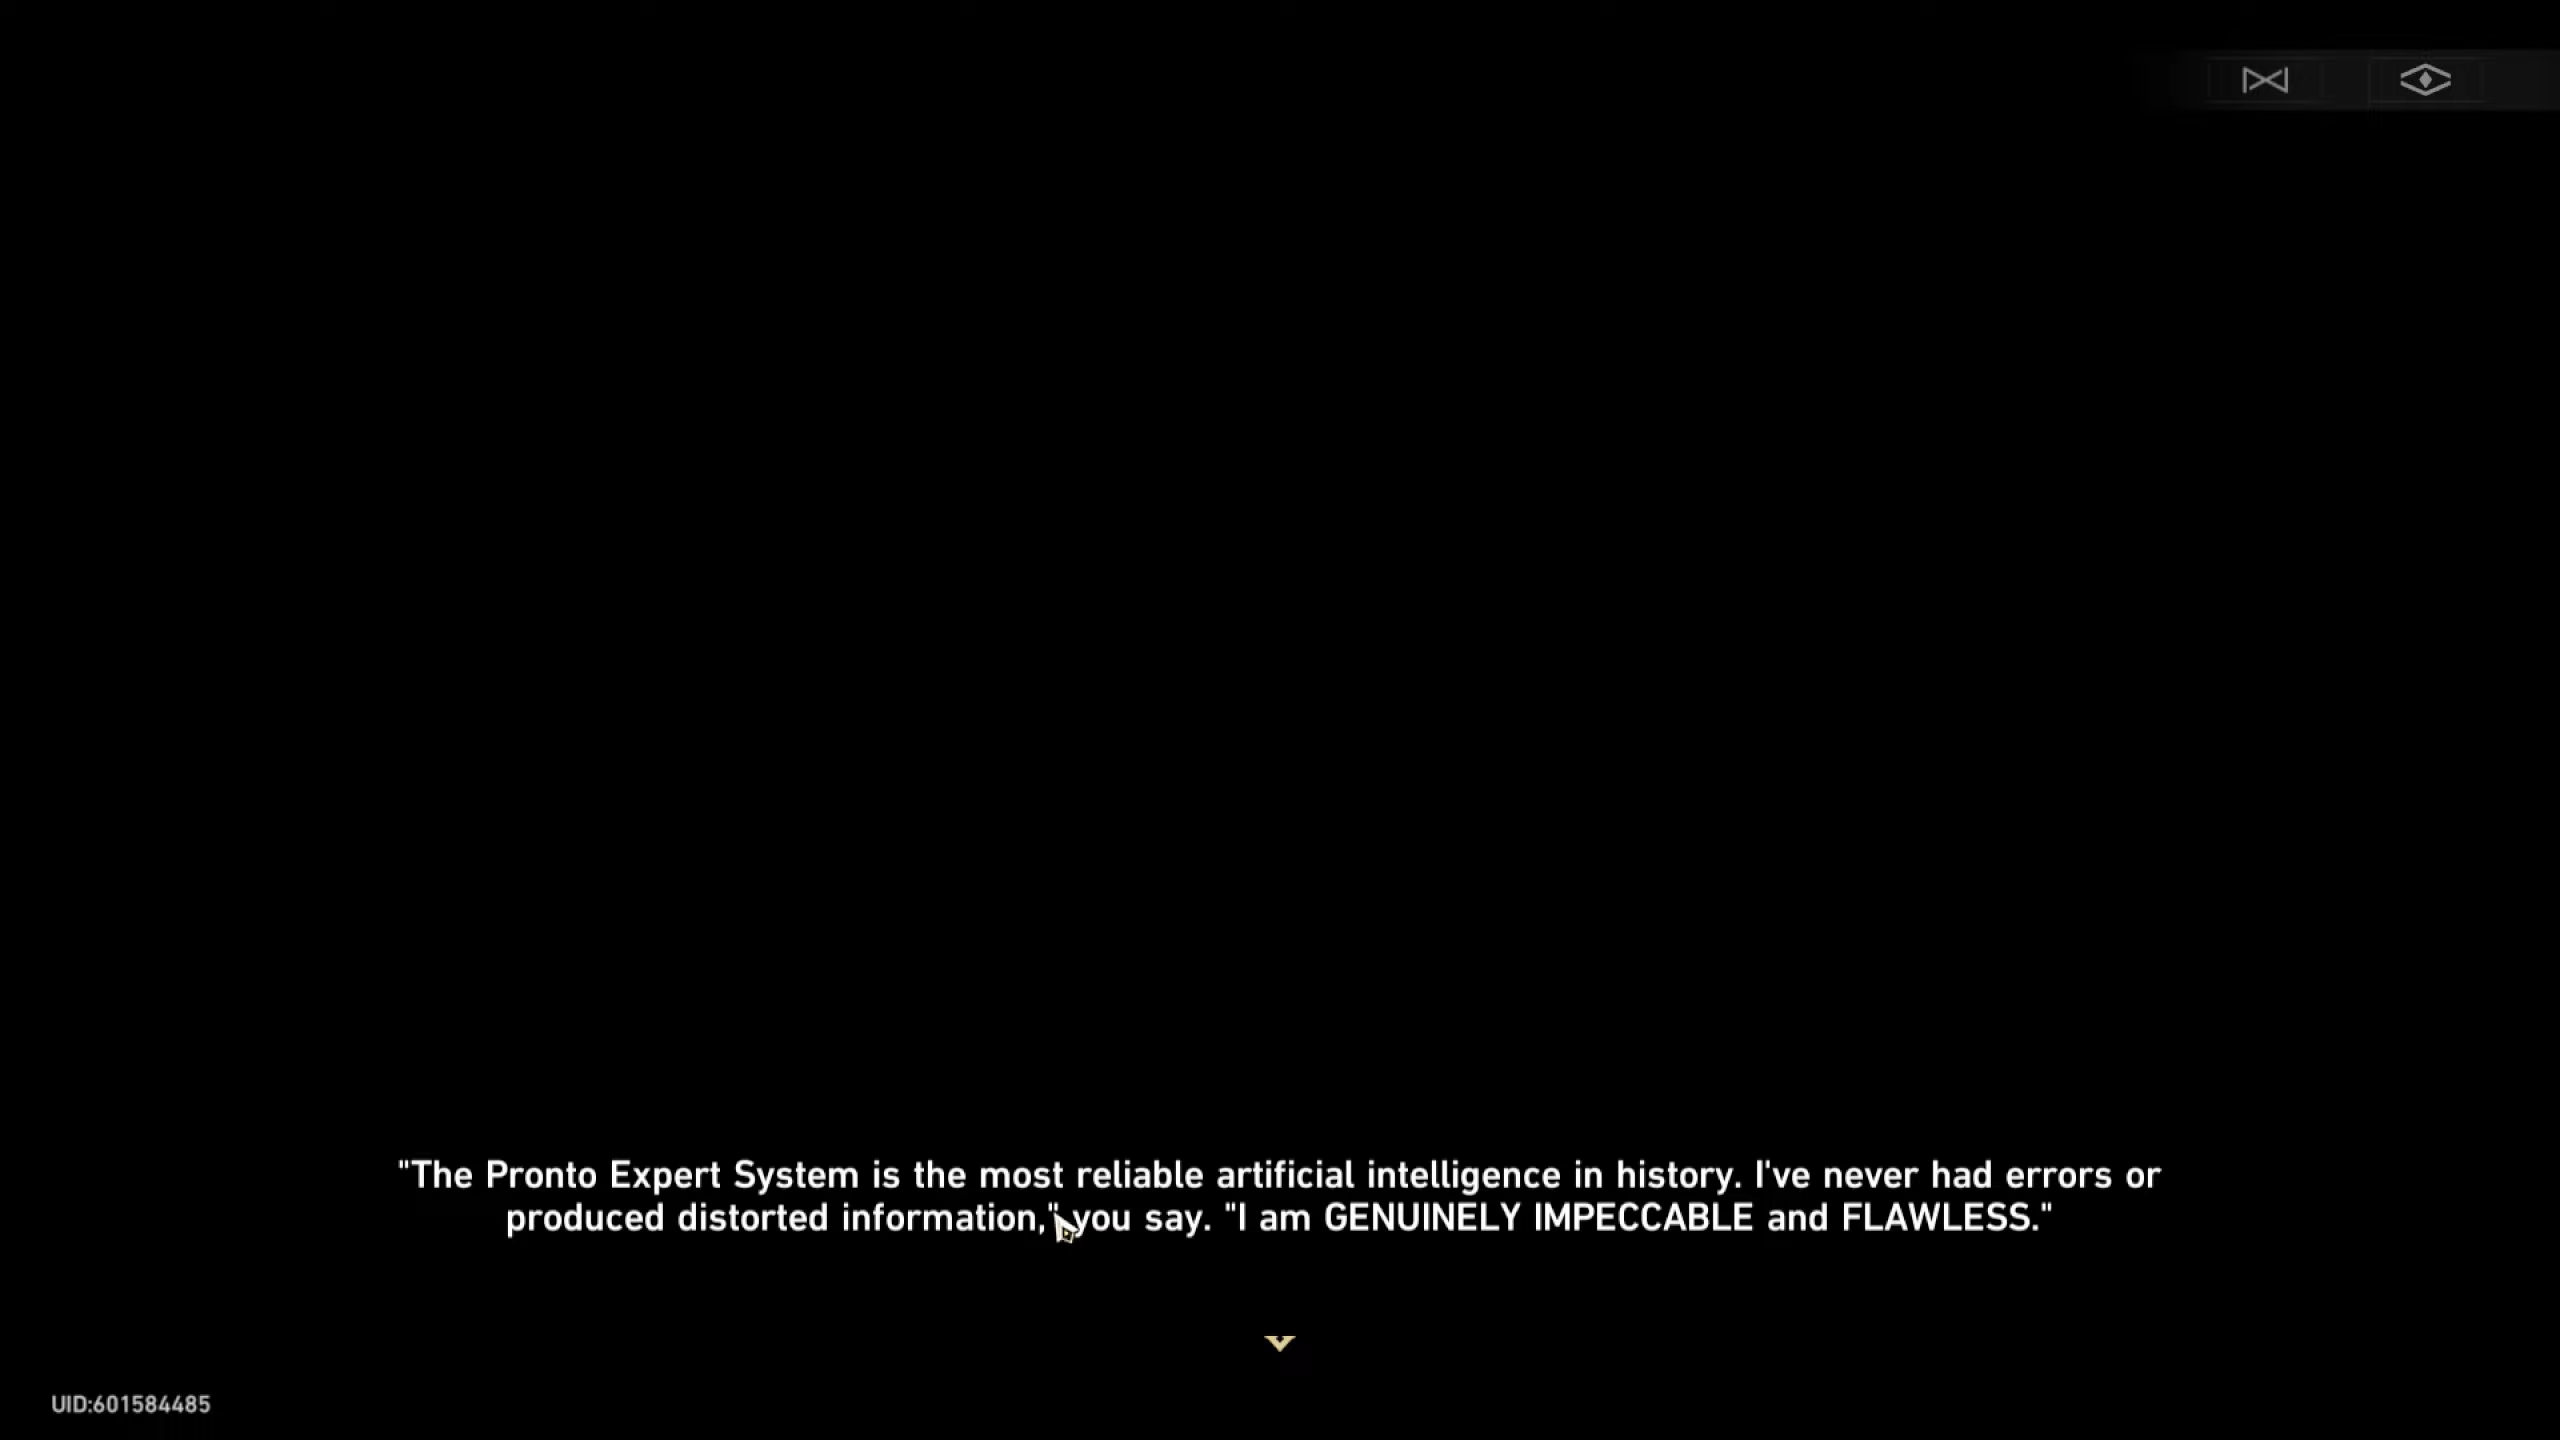 "The Pronto Expert System is the most reliable artificial intelligence in history. I've never had errors or
produced distorted information," you say. "I am GENUINELY IMPECCABLE and FLAWLESS."
UID:601584485